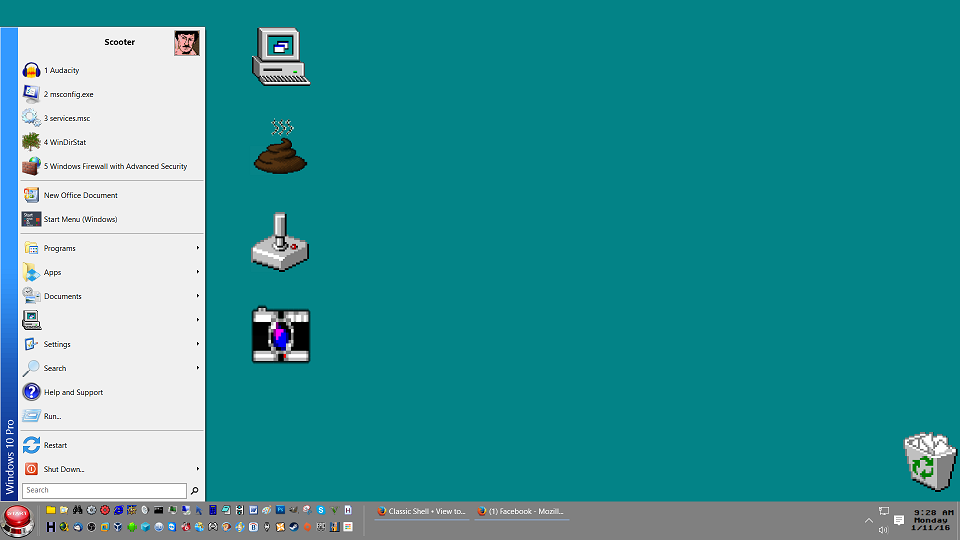 Scooter
1 Audacity
2 msconfig.exe
3 services.msc
4 WinDirStat
5 Windows Firewall with Advanced Security
New Office Document
Start Menu (Windows)
Programs
Apps
Documents
Settings
Search
Help and Support
Run...
Restart
Shut Down...
Search
Windows 10 Pro
START
Classic Shell • View to...
(1) Facebook - Mozill...
9:28 AM
Monday
1/11/16